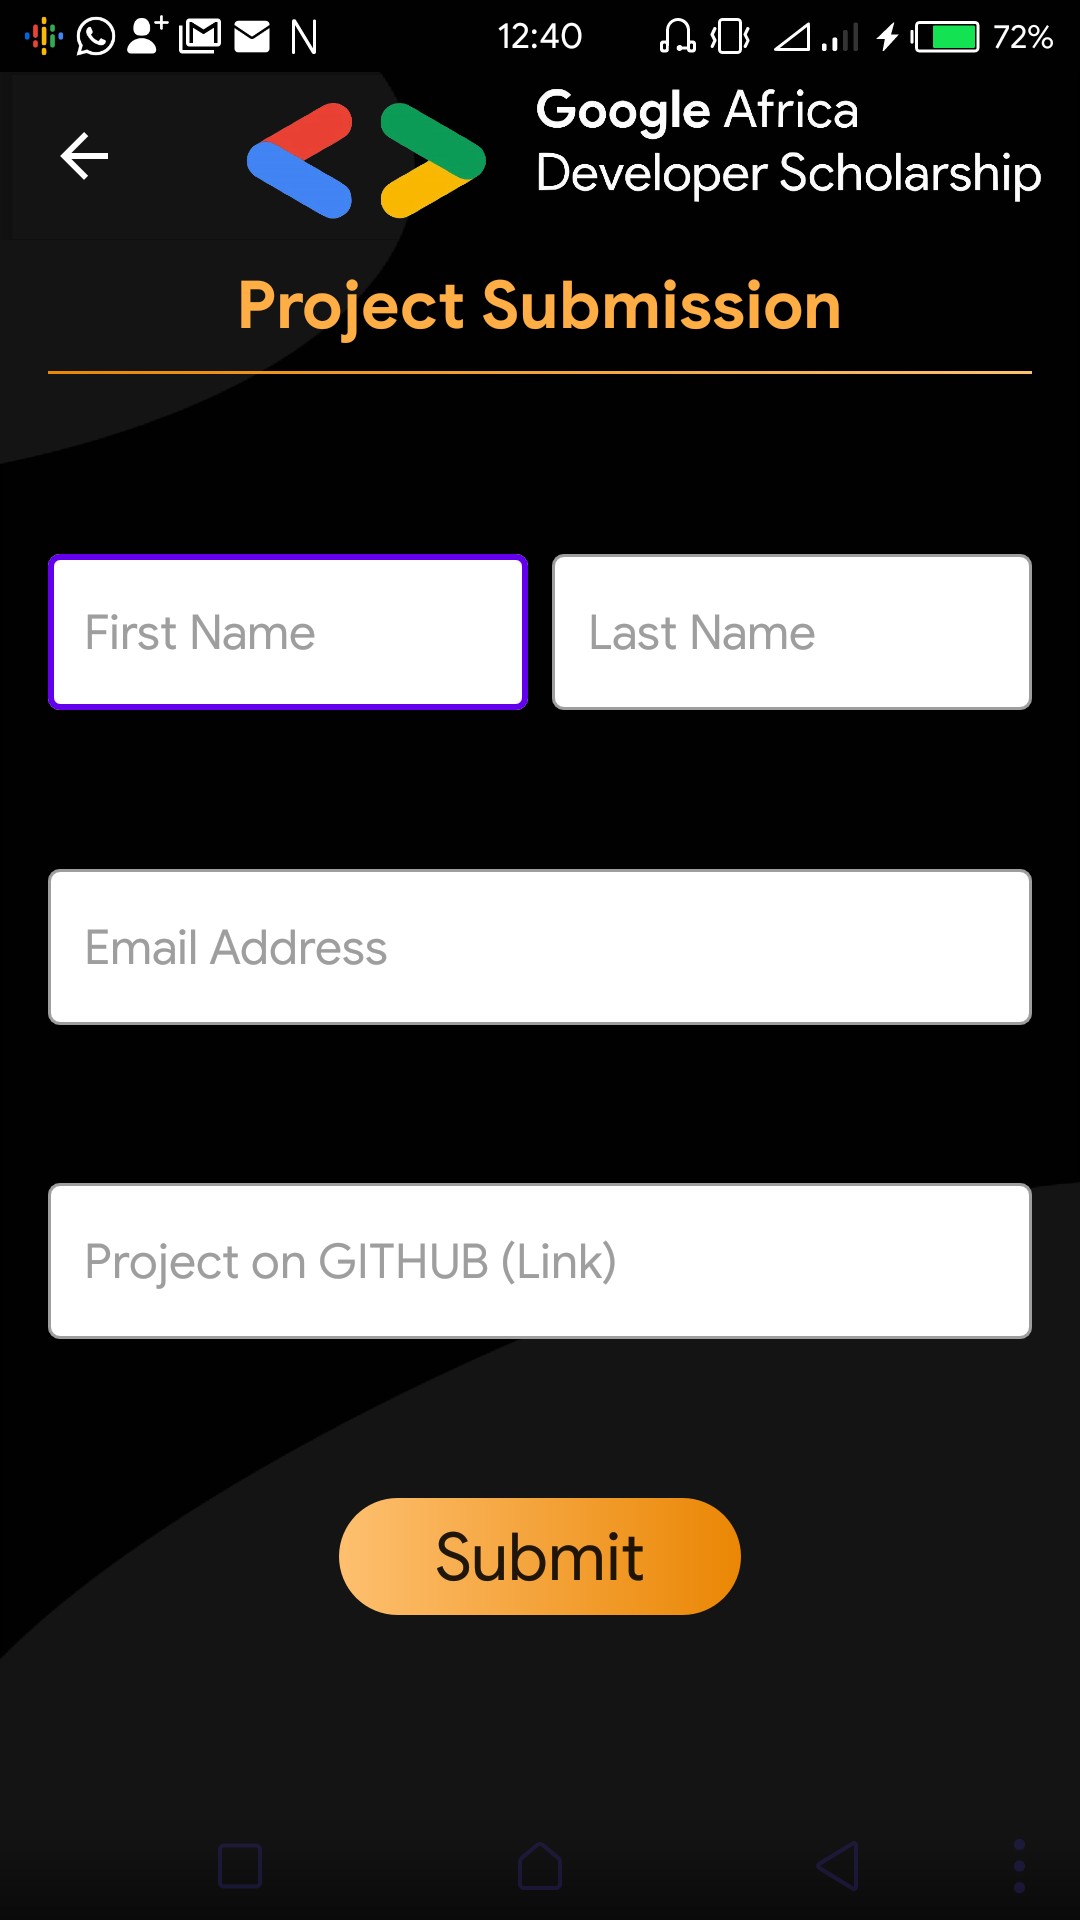 12:40
72%
Google Africa
Developer Scholarship
Project Submission
First Name
Last Name
Email Address
Project on GITHUB (Link)
Submit